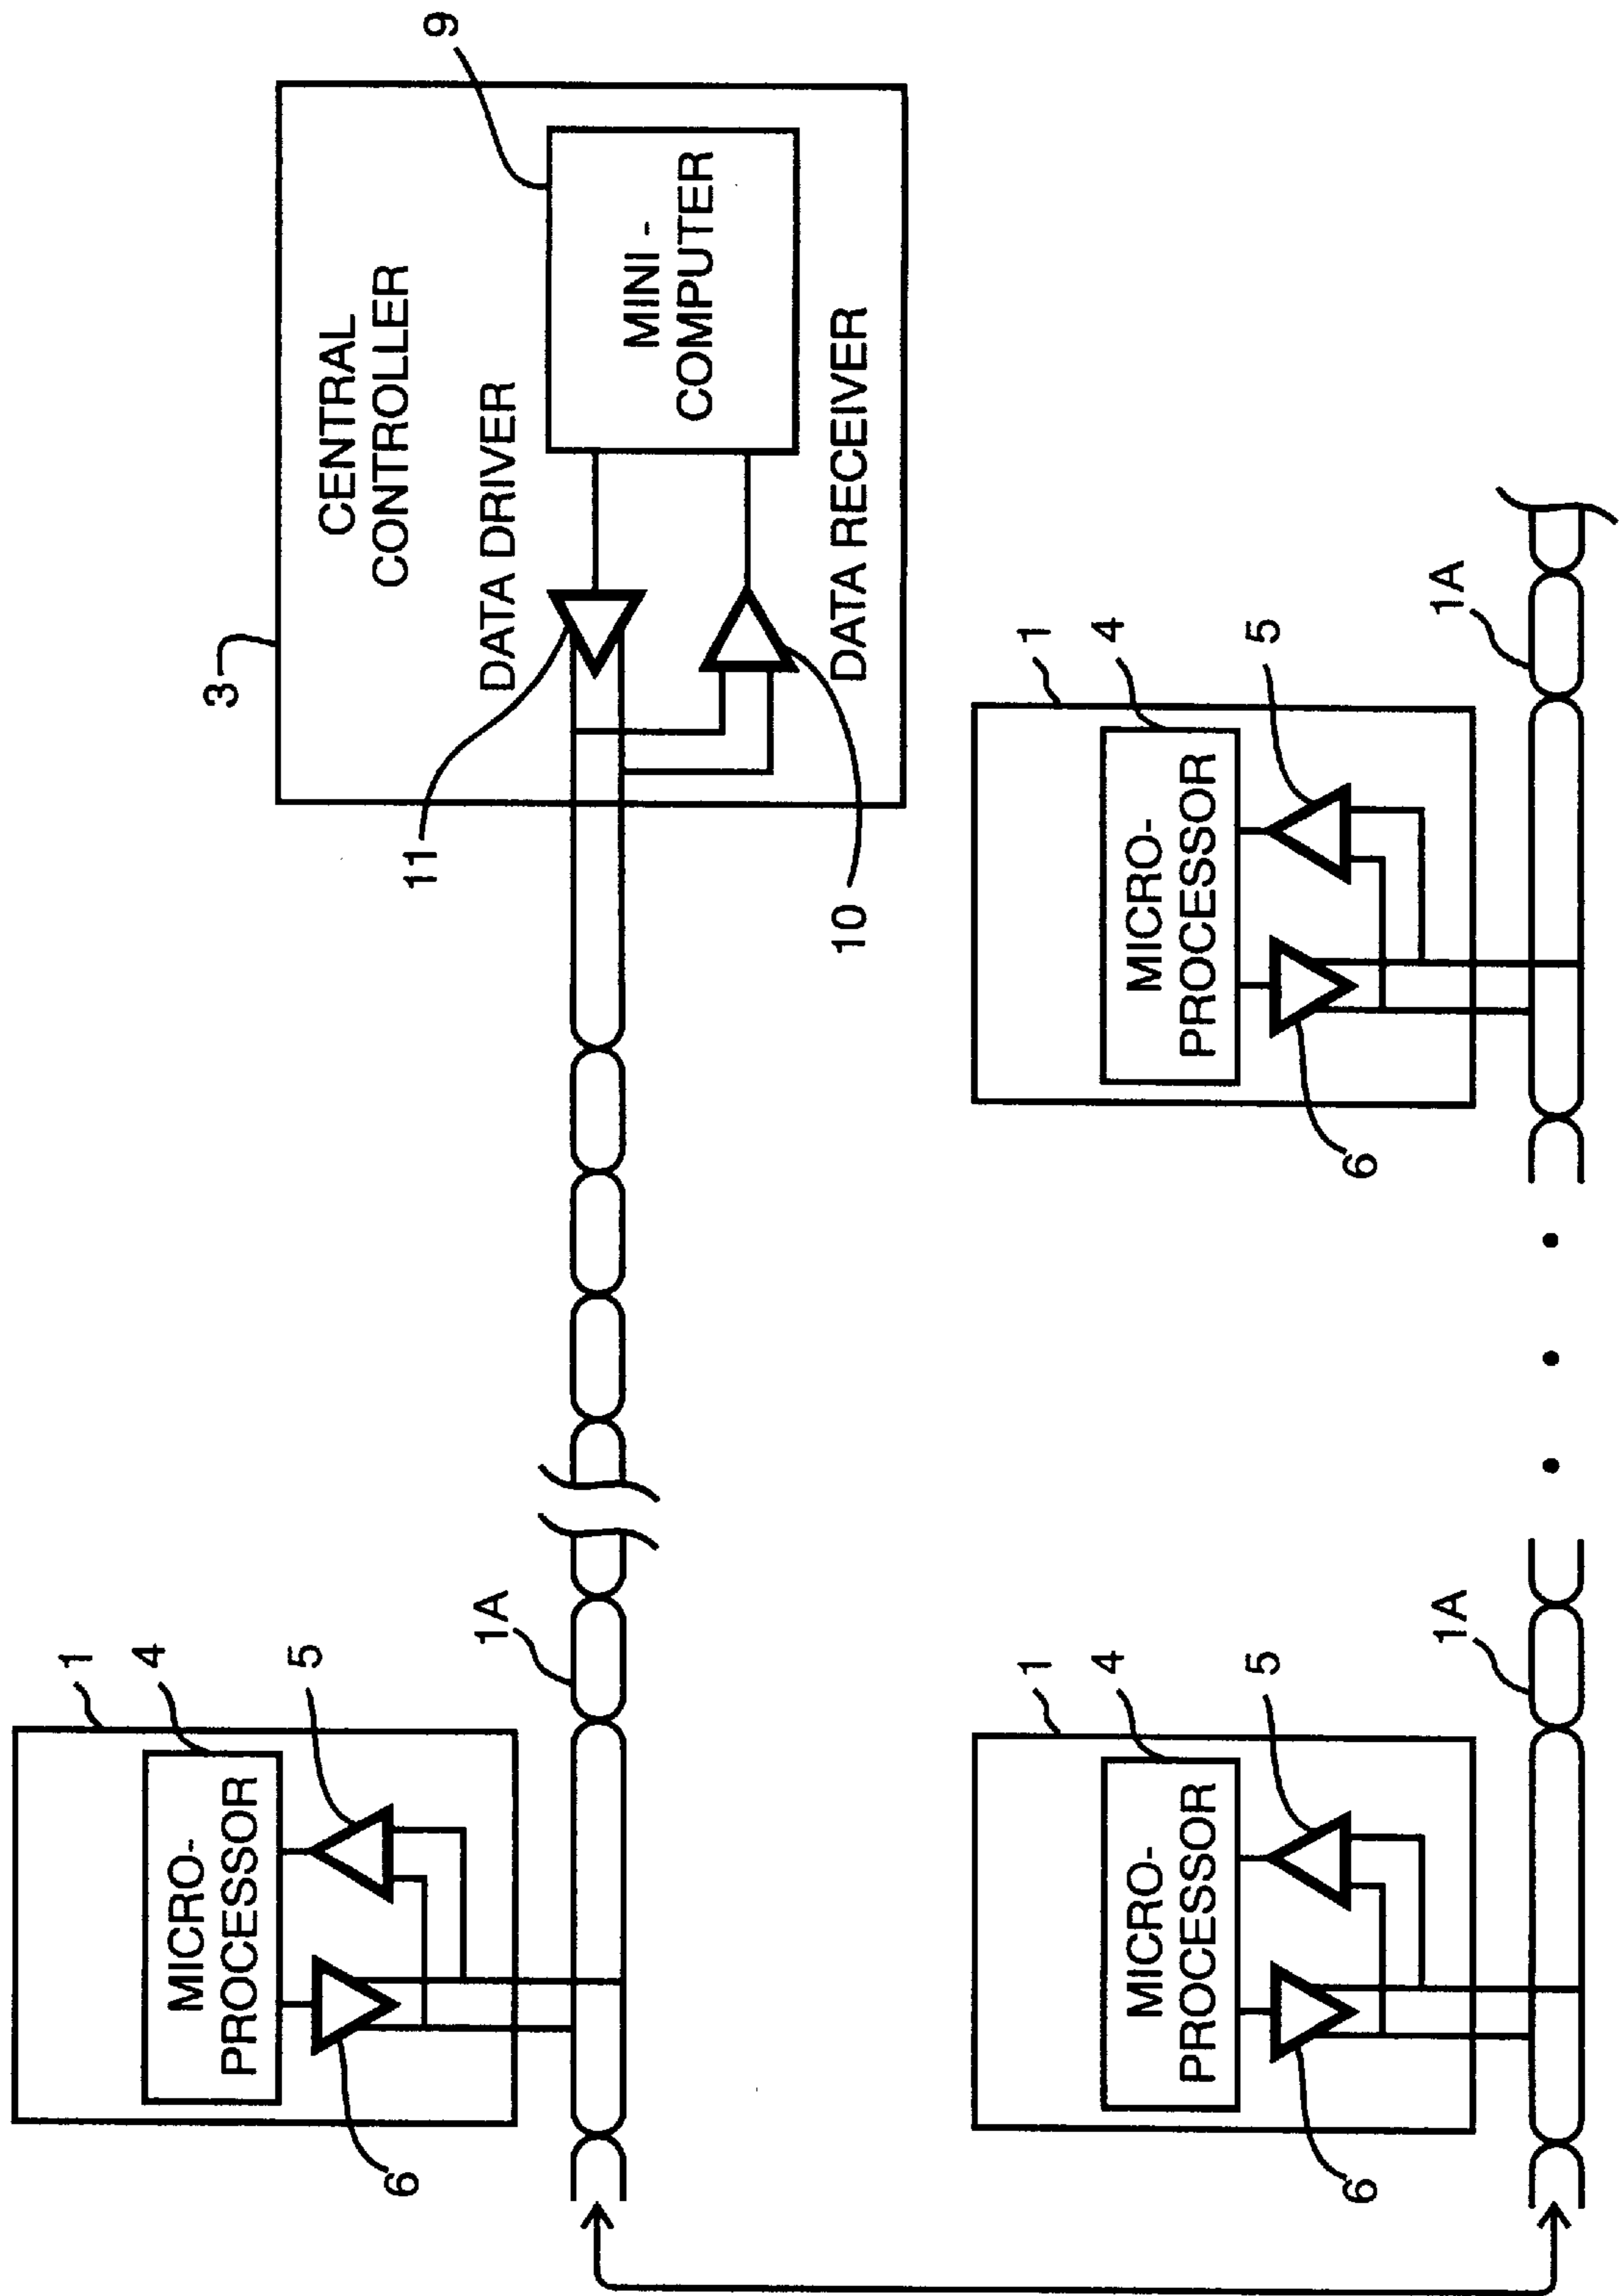 1
4
MICRO-
PROCESSOR
5
6
1A
3
CENTRAL
CONTROLLER
9
DATA DRIVER
MINI -
COMPUTER
11
10
DATA RECEIVER
1
4
MICRO-
PROCESSOR
5
6
1A
1
4
MICRO-
PROCESSOR
5
6
1A